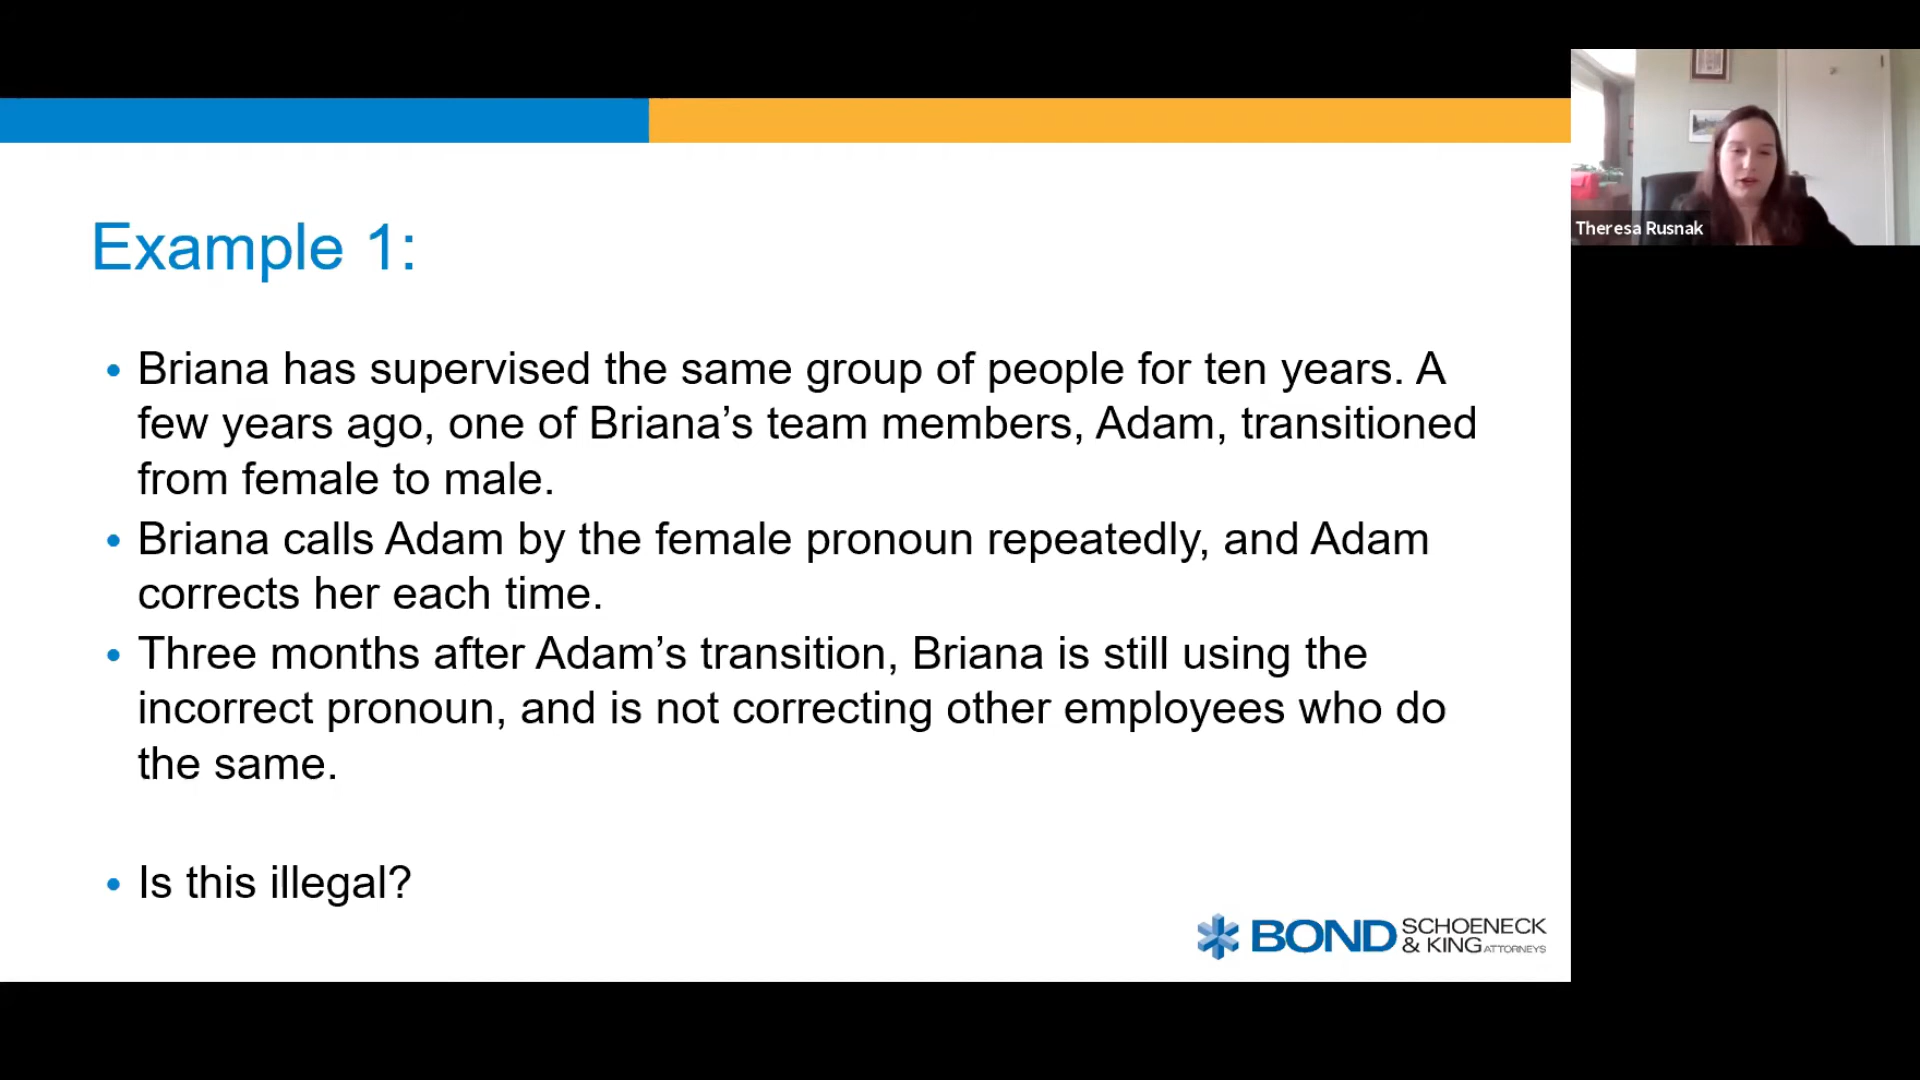 Example 1:
• Briana has supervised the same group of people for ten years. A
few years ago, one of Briana’s team members, Adam, transitioned
from female to male.
• Briana calls Adam by the female pronoun repeatedly, and Adam
corrects her each time.
• Three months after Adam’s transition, Briana is still using the
incorrect pronoun, and is not correcting other employees who do
the same.
• Is this illegal?
BOND SCHOENECK
& KING ATTORNEYS
Theresa Rusnak